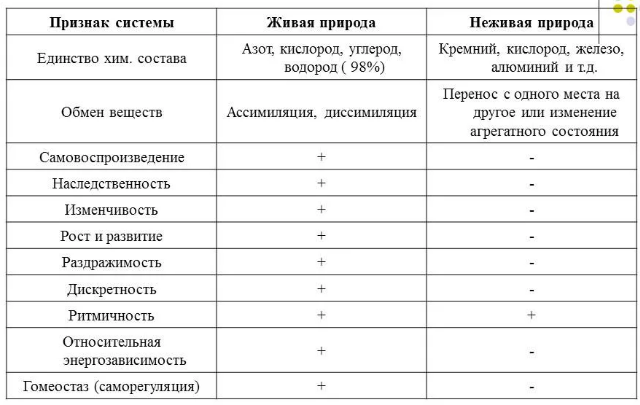 Признак системы Живая природа Неживая природа
Единство хим. состава Азот, кислород, углерод, водород ( 98%) Кремний, кислород, железо, алюминий и т.д.
Обмен веществ Ассимиляция, диссимиляция Перенос с одного места на другое или изменение агрегатного состояния
Самовоспроизведение + -
Наследственность + -
Изменчивость + -
Рост и развитие + -
Раздражимость + -
Дискретность + -
Ритмичность + +
Относительная энергозависимость + -
Гомеостаз (саморегуляция) + -